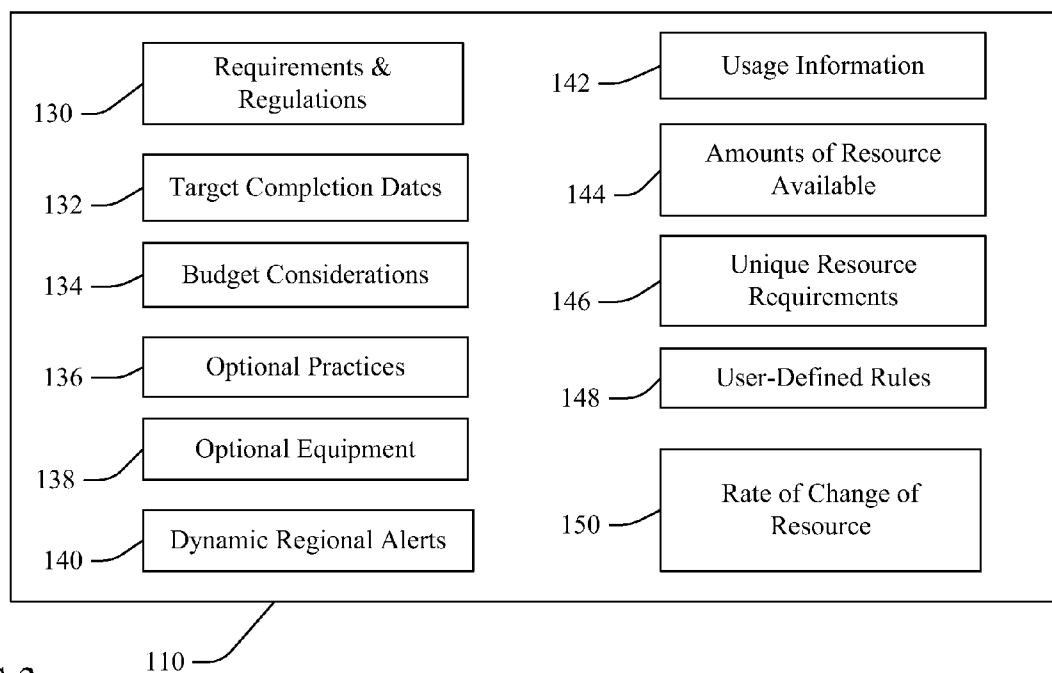 Requirements &
Regulations
130
Target Completion Dates
132
Budget Considerations
134
Optional Practices
136
Optional Equipment
138
Dynamic Regional Alerts
140
Usage Information
142
Amounts of Resource
Available
144
Unique Resource
Requirements
146
User-Defined Rules
148
Rate of Change of
Resource
150
110